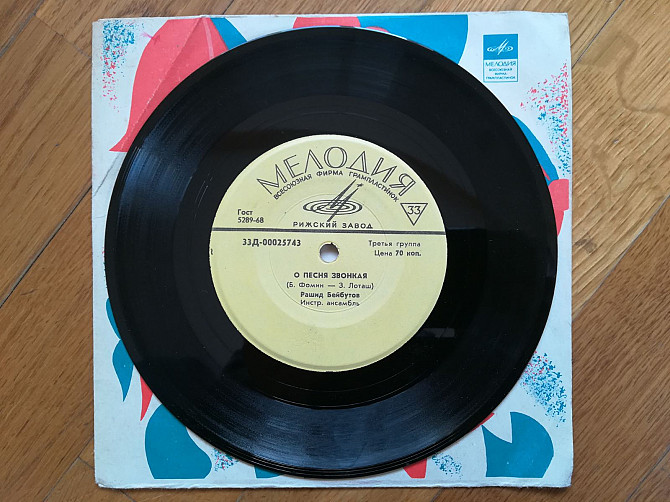 МЕЛОДИЯ
ВСЕСОЮЗНАЯ
ФИРМА
ГРАМПЛАСТИНОК
МЕЛОДИЯ
ВСЕСОЮЗНАЯ ФИРМА ГРАМПЛАСТИНОК
Гост
5289-68
33
РИЖСКИЙ ЗАВОД
33Д-00025743
Третья группа
Цена 70 коп.
О ПЕСНЯ ЗВОНКАЯ
(Б. Фомин — З. Лоташ)
Рашид Бейбутов
Инстр. ансамбль